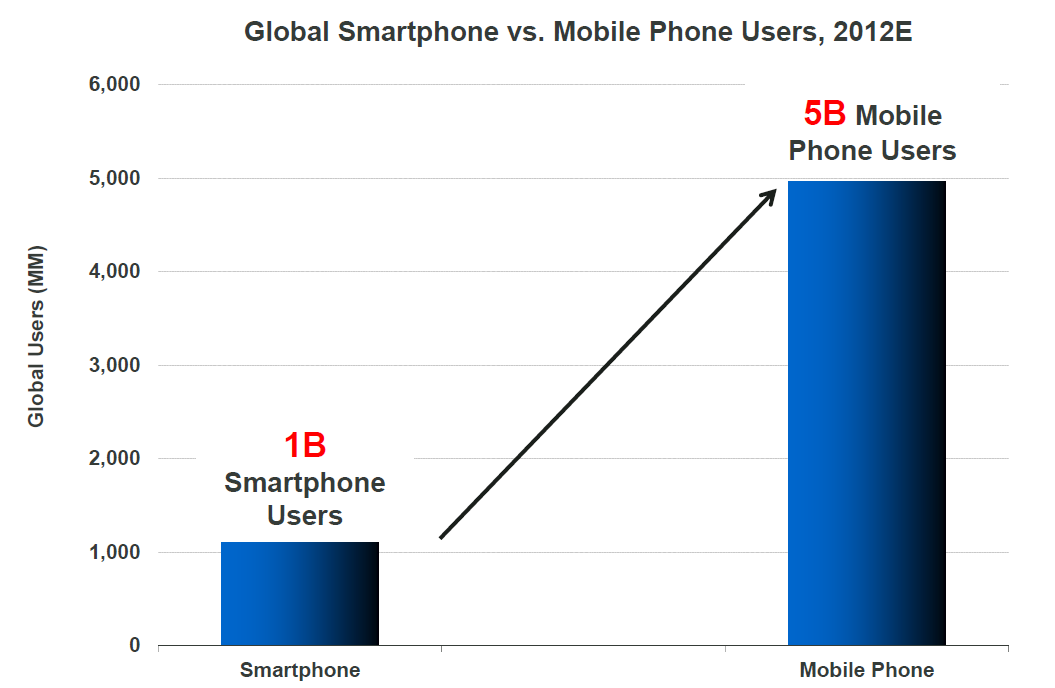 Global Smartphone vs. Mobile Phone Users, 2012E
Global Users (MM)
6,000
5,000
4,000
3,000
2,000
1,000
0
1B
Smartphone
Users
5B Mobile
Phone Users
Smartphone
Mobile Phone